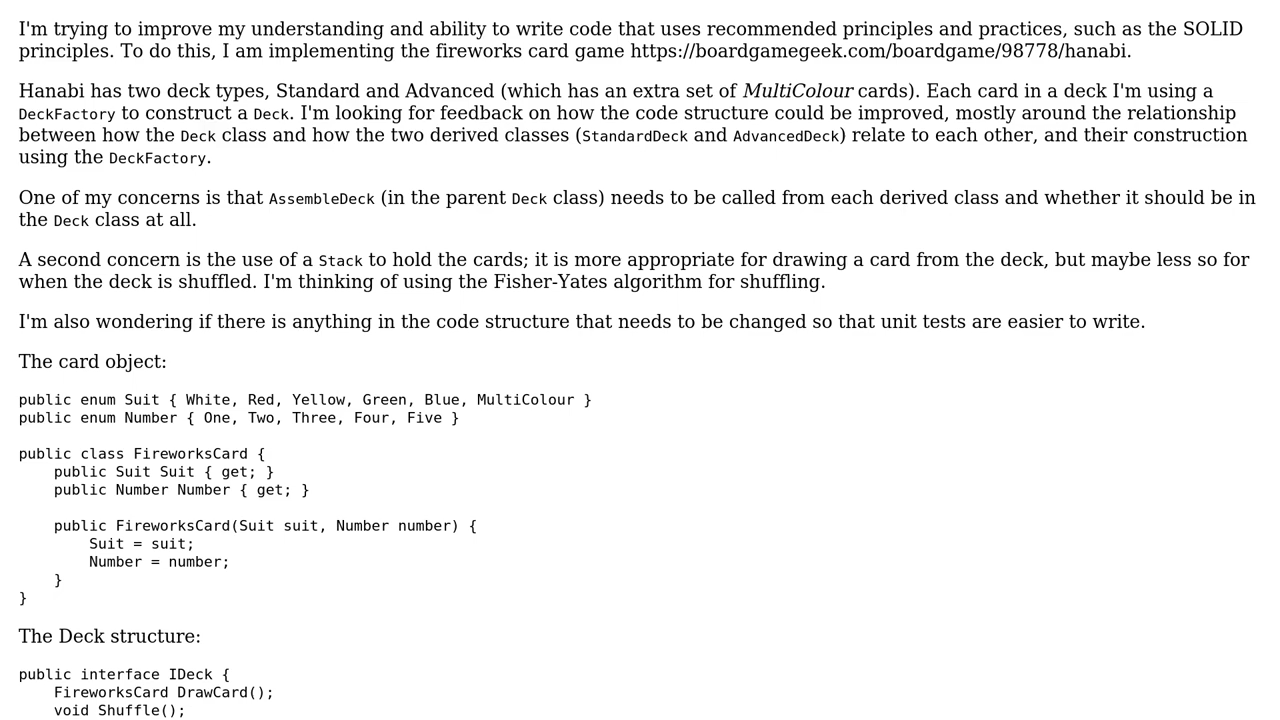 I'm trying to improve my understanding and ability to write code that uses recommended principles and practices, such as the SOLID
principles. To do this, I am implementing the fireworks card game https://boardgamegeek.com/boardgame/98778/hanabi.
Hanabi has two deck types, Standard and Advanced (which has an extra set of MultiColour cards). Each card in a deck I'm using a
DeckFactory to construct a Deck. I'm looking for feedback on how the code structure could be improved, mostly around the relationship
between how the Deck class and how the two derived classes (StandardDeck and AdvancedDeck) relate to each other, and their construction
using the DeckFactory.
One of my concerns is that AssembleDeck (in the parent Deck class) needs to be called from each derived class and whether it should be in
the Deck class at all.
A second concern is the use of a Stack to hold the cards; it is more appropriate for drawing a card from the deck, but maybe less so for
when the deck is shuffled. I'm thinking of using the Fisher-Yates algorithm for shuffling.
I'm also wondering if there is anything in the code structure that needs to be changed so that unit tests are easier to write.
The card object:
public enum Suit { White, Red, Yellow, Green, Blue, MultiColour }
public enum Number { One, Two, Three, Four, Five }
public class FireworksCard {
    public Suit Suit { get; }
    public Number Number { get; }
    public FireworksCard(Suit suit, Number number) {
        Suit = suit;
        Number = number;
    }
}
The Deck structure:
public interface IDeck {
    FireworksCard DrawCard();
    void Shuffle();